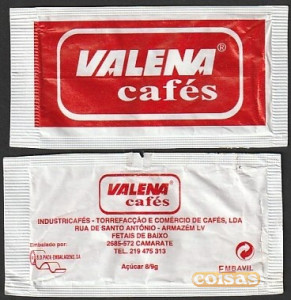 VALENA®
cafés
VALENA®
cafés
INDUSTRICAFÉS - TORREFACÇÃO E COMÉRCIO DE CAFÉS, LDA
RUA DE SANTO ANTÓNIO - ARMAZÉM LV
FETAIS DE BAIXO
2685-572 CAMARATE
TEL. 219 475 313
Embalado por:
Açúcar 8/9g
EMBAVIL
coisas